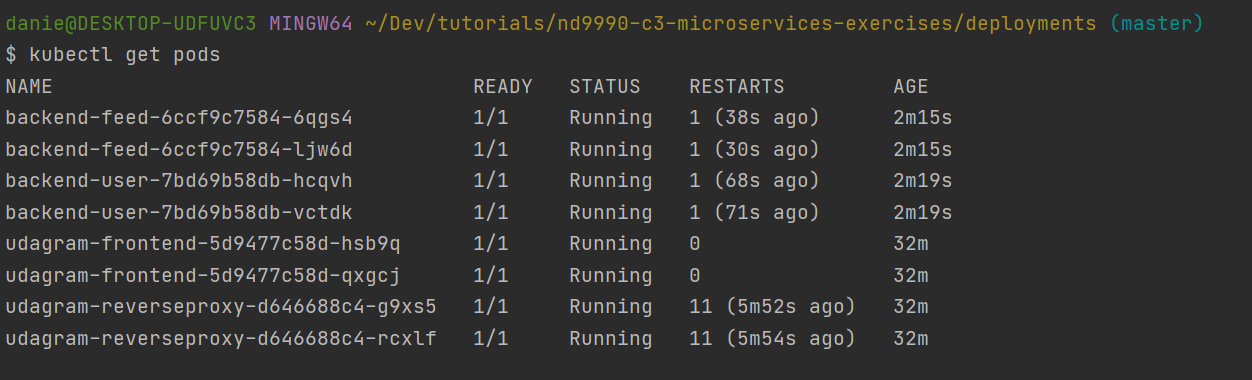 danie@DESKTOP-UDFUVC3 MINGW64 ~/Dev/tutorials/nd9990-c3-microservices-exercises/deployments (master)
$ kubectl get pods
NAME READY STATUS RESTARTS AGE
backend-feed-6ccf9c7584-6qgs4 1/1 Running 1 (38s ago) 2m15s
backend-feed-6ccf9c7584-ljw6d 1/1 Running 1 (30s ago) 2m15s
backend-user-7bd69b58db-hcqvh 1/1 Running 1 (68s ago) 2m19s
backend-user-7bd69b58db-vctdk 1/1 Running 1 (71s ago) 2m19s
udagram-frontend-5d9477c58d-hsb9q 1/1 Running 0 32m
udagram-frontend-5d9477c58d-qxgcj 1/1 Running 0 32m
udagram-reverseproxy-d646688c4-g9xs5 1/1 Running 11 (5m52s ago) 32m
udagram-reverseproxy-d646688c4-rcxlf 1/1 Running 11 (5m54s ago) 32m